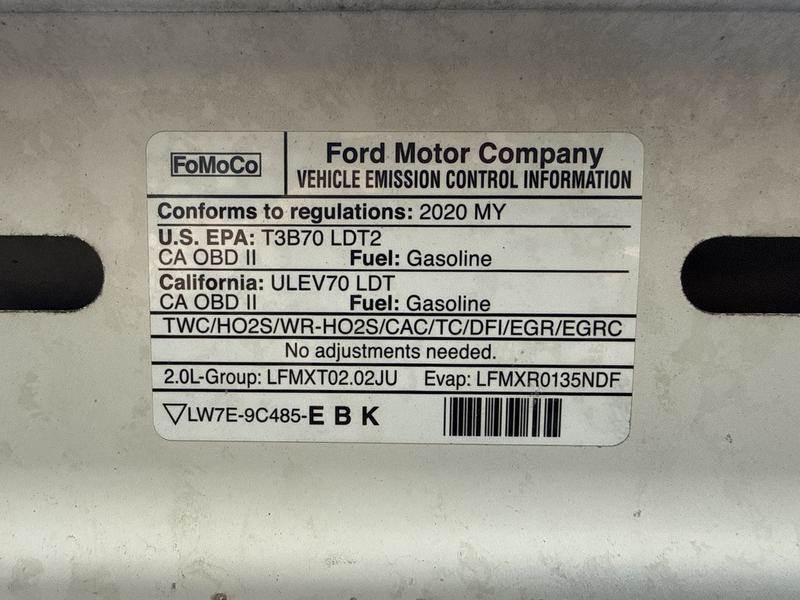 FoMoCo
Ford Motor Company
VEHICLE EMISSION CONTROL INFORMATION
Conforms to regulations: 2020 MY
U.S. EPA: T3B70 LDT2
CA OBD II Fuel: Gasoline
California: ULEV70 LDT
CA OBD II Fuel: Gasoline
TWC/HO2S/WR-HO2S/CAC/TC/DFI/EGR/EGRC
No adjustments needed.
2.0L-Group: LFMXT02.02JU Evap: LFMXR0135NDF
▽LW7E-9C485-E B K